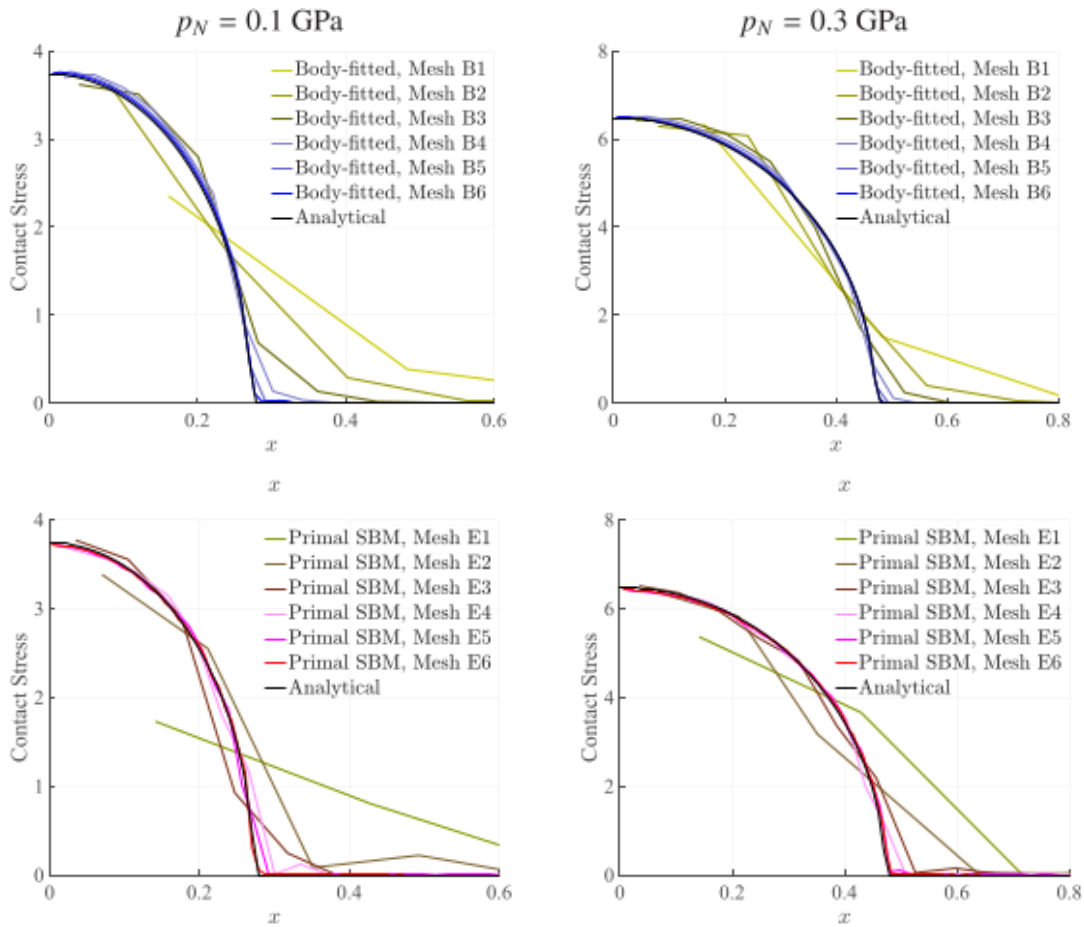 p_N = 0.1 GPa
p_N = 0.3 GPa
4
3
2
1
0
Contact Stress
Body-fitted, Mesh B1
Body-fitted, Mesh B2
Body-fitted, Mesh B3
Body-fitted, Mesh B4
Body-fitted, Mesh B5
Body-fitted, Mesh B6
Analytical
0 0.2 0.4 0.6
x
8
6
4
2
0
Contact Stress
Body-fitted, Mesh B1
Body-fitted, Mesh B2
Body-fitted, Mesh B3
Body-fitted, Mesh B4
Body-fitted, Mesh B5
Body-fitted, Mesh B6
Analytical
0 0.2 0.4 0.6 0.8
x
x
x
4
3
2
1
0
Contact Stress
Primal SBM, Mesh E1
Primal SBM, Mesh E2
Primal SBM, Mesh E3
Primal SBM, Mesh E4
Primal SBM, Mesh E5
Primal SBM, Mesh E6
Analytical
0 0.2 0.4 0.6
x
8
6
4
2
0
Contact Stress
Primal SBM, Mesh E1
Primal SBM, Mesh E2
Primal SBM, Mesh E3
Primal SBM, Mesh E4
Primal SBM, Mesh E5
Primal SBM, Mesh E6
Analytical
0 0.2 0.4 0.6 0.8
x